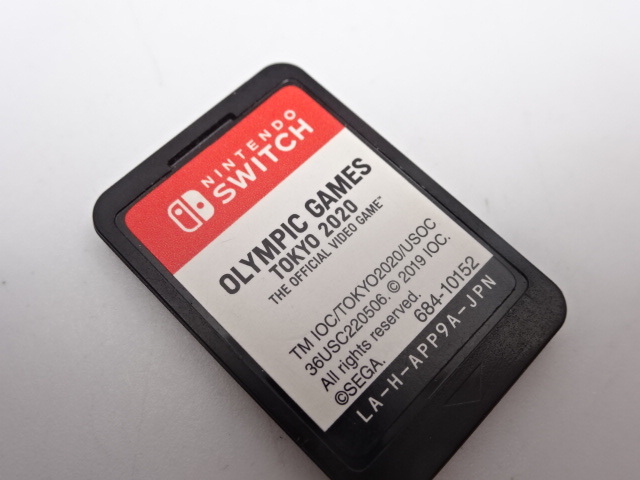 NINTENDO
SWITCH
OLYMPIC GAMES
TOKYO 2020
THE OFFICIAL VIDEO GAME™
TM IOC/TOKYO2020/USOC
36USC220506. © 2019 IOC.
All rights reserved. 684-10152
©SEGA.
LA-H-APP9A-JPN